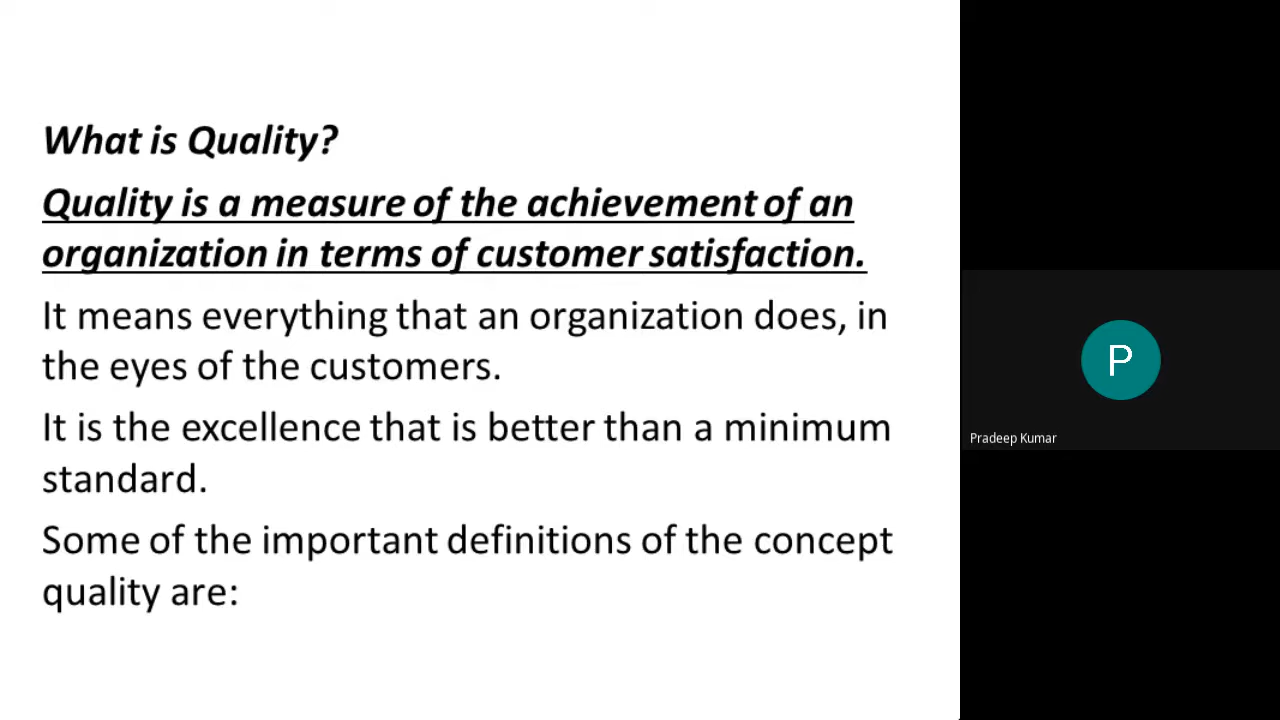 What is Quality?
Quality is a measure of the achievement of an
organization in terms of customer satisfaction.
It means everything that an organization does, in
the eyes of the customers.
It is the excellence that is better than a minimum
standard.
Some of the important definitions of the concept
quality are:
P
Pradeep Kumar